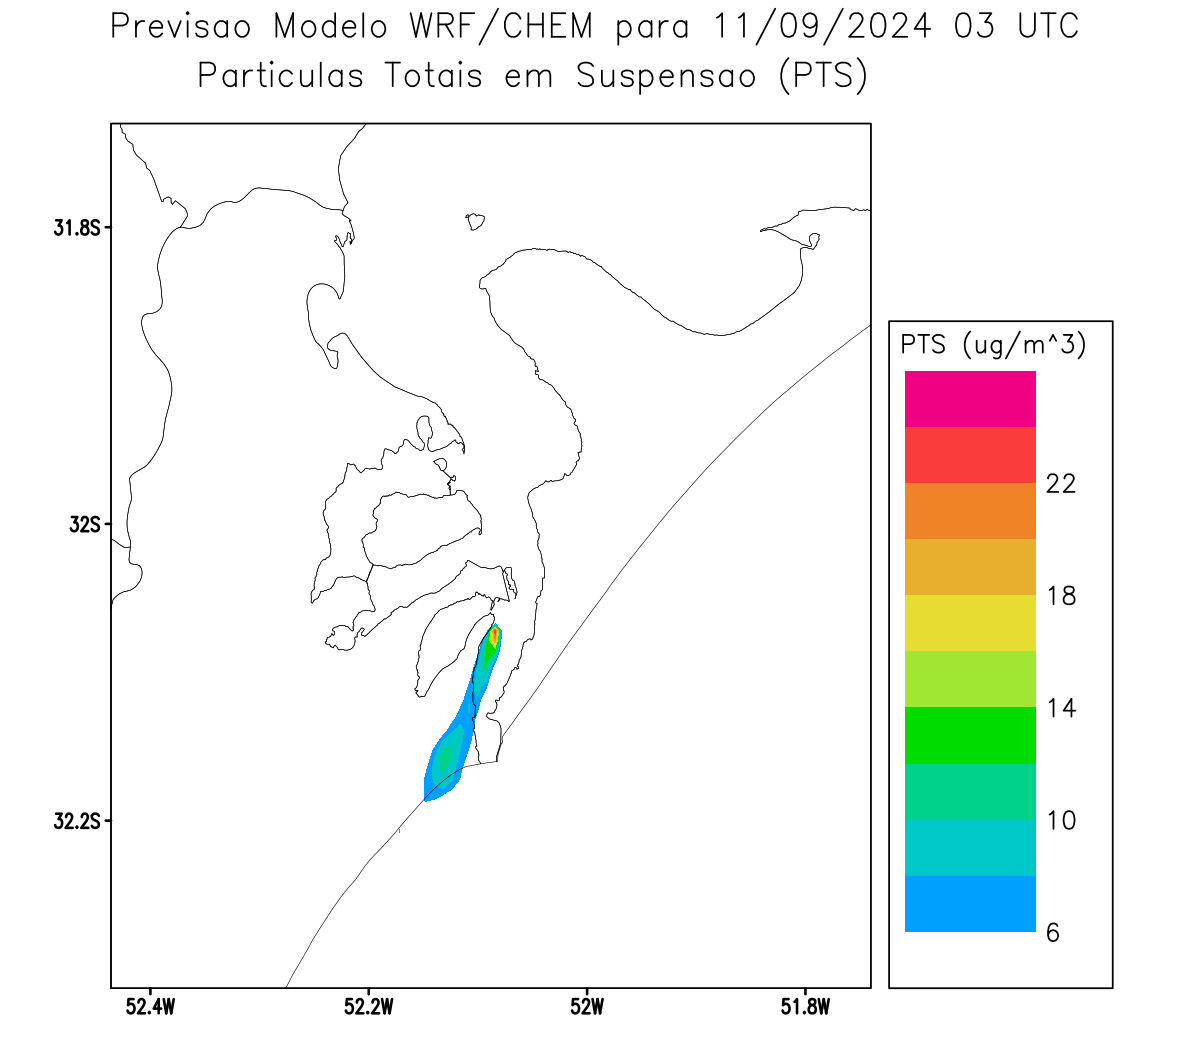 Previsao Modelo WRF/CHEM para 11/09/2024 03 UTC
Particulas Totais em Suspensao (PTS)
31.8S
32S
32.2S
52.4W
52.2W
52W
51.8W
PTS (ug/m^3)
22
18
14
10
6